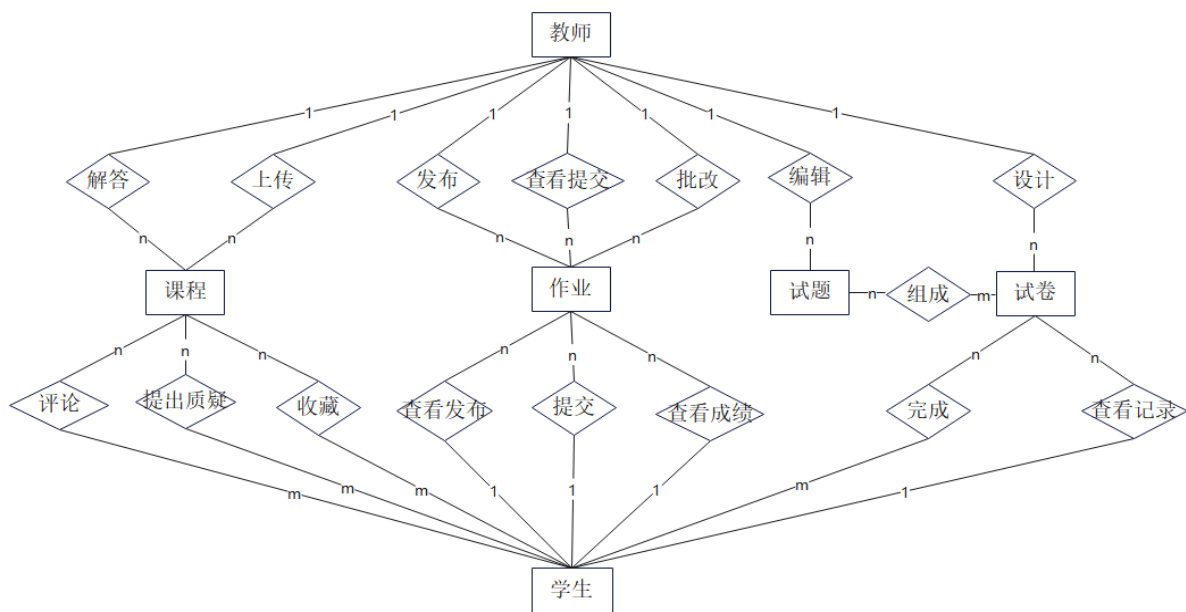 教师
1 1 1 1 1 1 1
解答 上传 发布 查看提交 批改 编辑 设计
n n n n n n n
课程 作业 试题 n 组成 m 试卷
n n n n n n n n
评论 提出质疑 收藏 查看发布 提交 查看成绩 完成 查看记录
m m m 1 1 1 m 1
学生